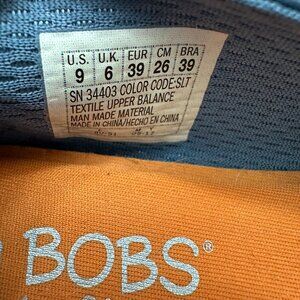 U.S. U.K. EUR CM BRA
9 6 39 26 39
SN 34403 COLOR CODE:SLT
TEXTILE UPPER BALANCE
MAN MADE MATERIAL
MADE IN CHINA/HECHO EN CHINA
BOBS®